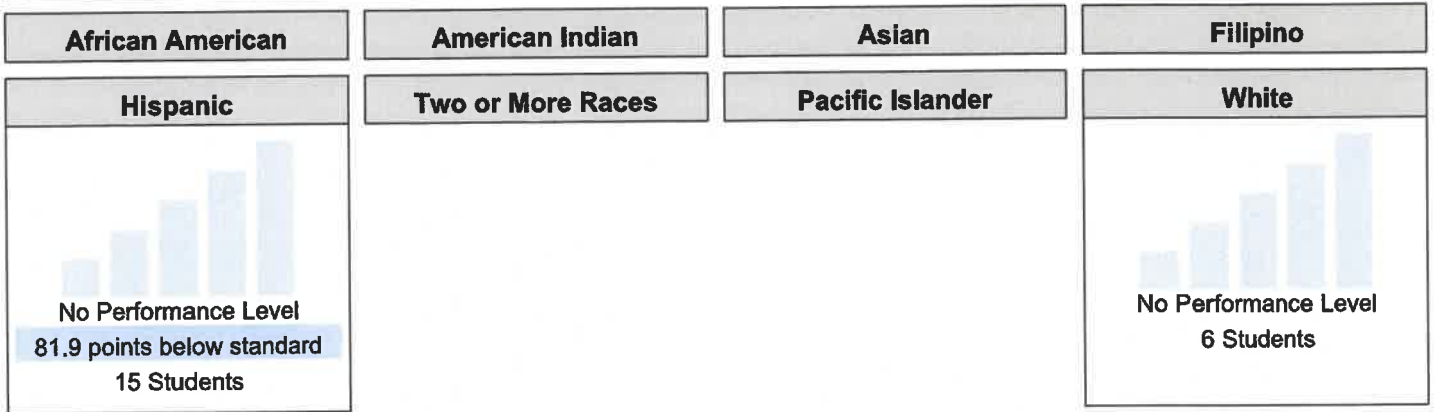 African American
American Indian
Asian
Filipino
Hispanic
Two or More Races
Pacific Islander
White
No Performance Level
81.9 points below standard
15 Students
No Performance Level
6 Students